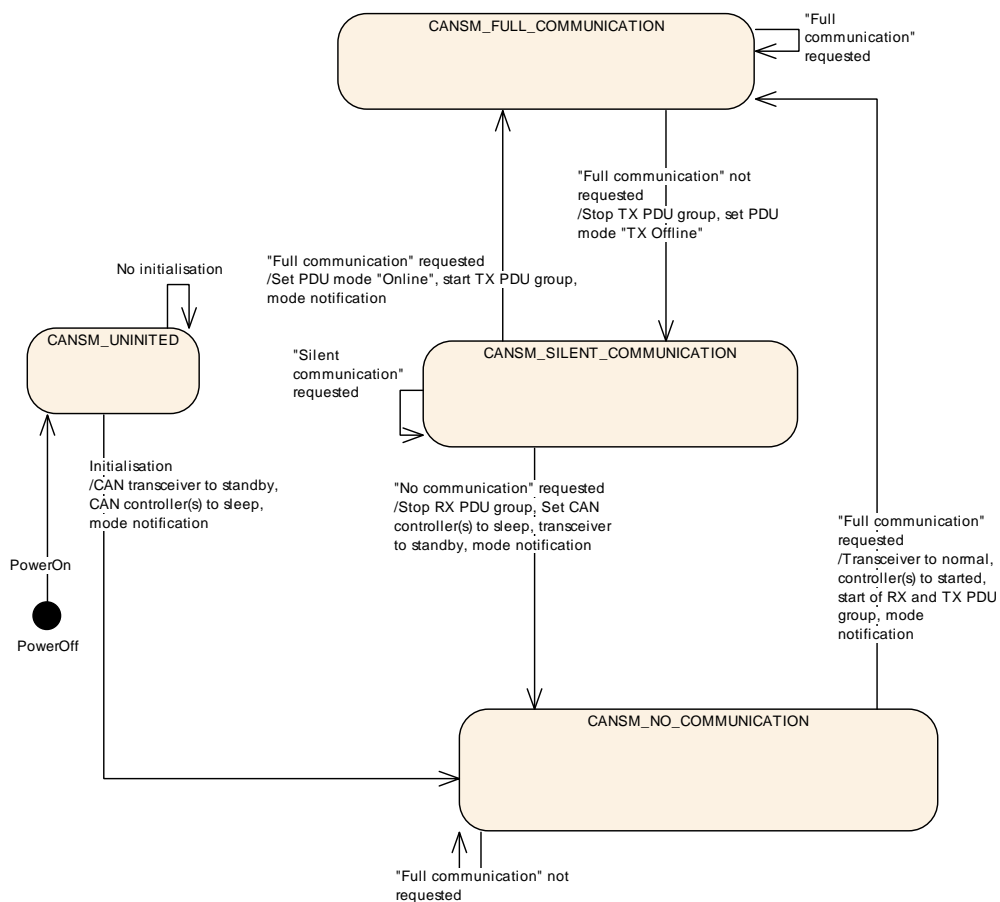 CANSM_FULL_COMMUNICATION
"Full
communication"
requested
"Full communication" not
requested
/Stop TX PDU group, set PDU
mode "TX Offline"
"Full communication" requested
/Set PDU mode "Online", start TX PDU group,
mode notification
No initialisation
CANSM_UNINITED
CANSM_SILENT_COMMUNICATION
"Silent
communication"
requested
Initialisation
/CAN transceiver to standby,
CAN controller(s) to sleep,
mode notification
"No communication" requested
/Stop RX PDU group, Set CAN
controller(s) to sleep, transceiver
to standby, mode notification
"Full communication"
requested
/Transceiver to normal,
controller(s) to started,
start of RX and TX PDU
group, mode
notification
PowerOn
PowerOff
CANSM_NO_COMMUNICATION
"Full communication" not
requested